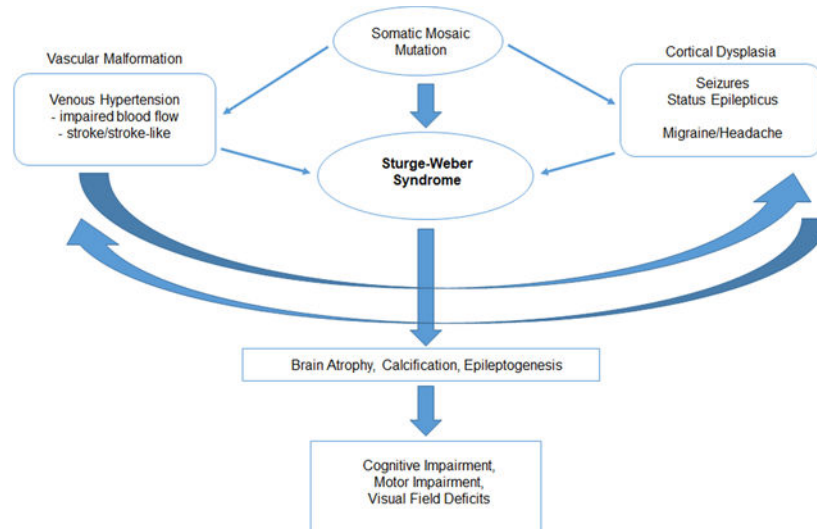 Somatic Mosaic
Mutation
Vascular Malformation
Venous Hypertension
- impaired blood flow
- stroke/stroke-like
Cortical Dysplasia
Seizures
Status Epilepticus
Migraine/Headache
Sturge-Weber
Syndrome
Brain Atrophy, Calcification, Epileptogenesis
Cognitive Impairment,
Motor Impairment,
Visual Field Deficits